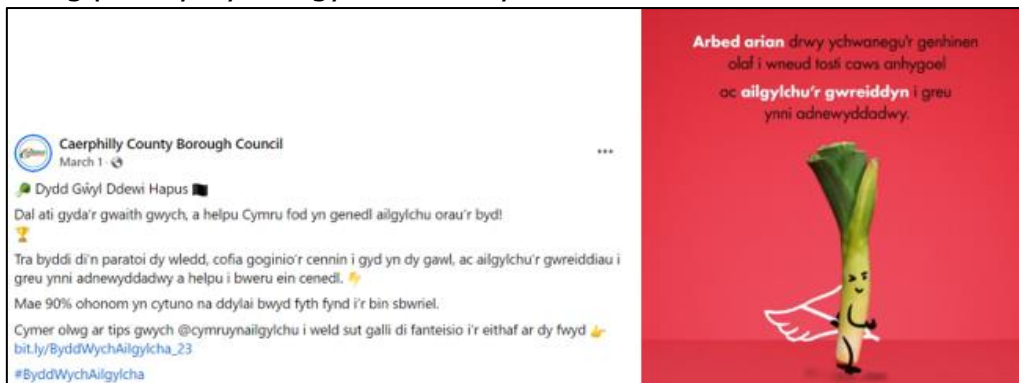 Caerphilly County Borough Council
March 1
Dydd Gŵyl Ddewi Hapus
Dal ati gyda'r gwaith gwych, a helpu Cymru fod yn genedl ailgylchu orau'r byd!
Tra byddi di'n paratoi dy wledd, cofia goginio'r cennin i gyd yn dy gawl, ac ailgylchu'r gwreiddiau i
greu ynni adnewyddadwy a helpu i bweru ein cenedl.
Mae 90% ohonom yn cytuno na ddylai bwyd fyth fynd i'r bin sbwriel.
Cymer olwg ar tips gwych @cymruynailgylchu i weld sut galli di fanteisio i'r eithaf ar dy fwyd
bit.ly/ByddWychAilgylcha_23
#ByddWychAilgylcha
Arbed arian drwy ychwanegu'r genhinen
olaf i wneud tosti caws anhygoel
ac ailgylchu'r gwreiddyn i greu
ynni adnewyddadwy.